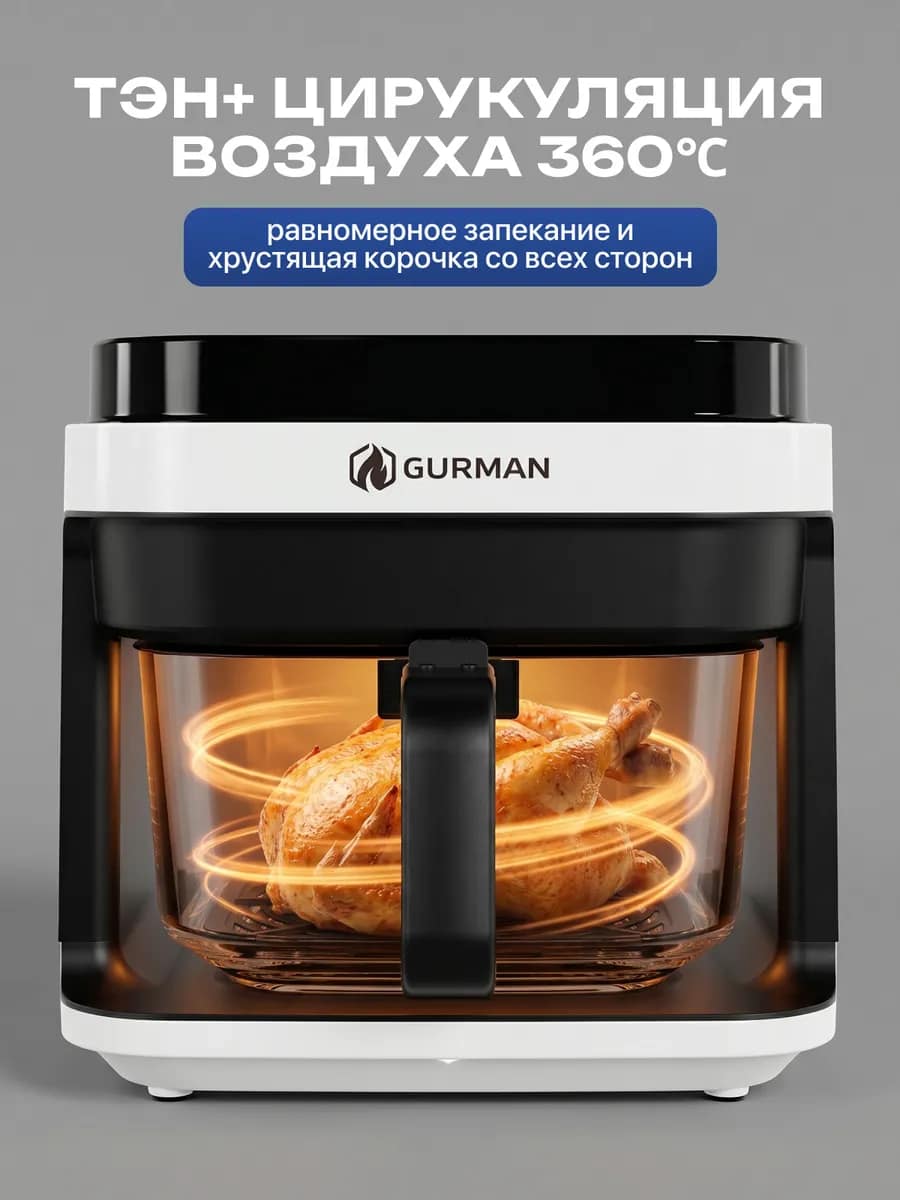 ТЭН+ ЦИРУКУЛЯЦИЯ
ВОЗДУХА 360℃
равномерное запекание и
хрустящая корочка со всех сторон
GURMAN